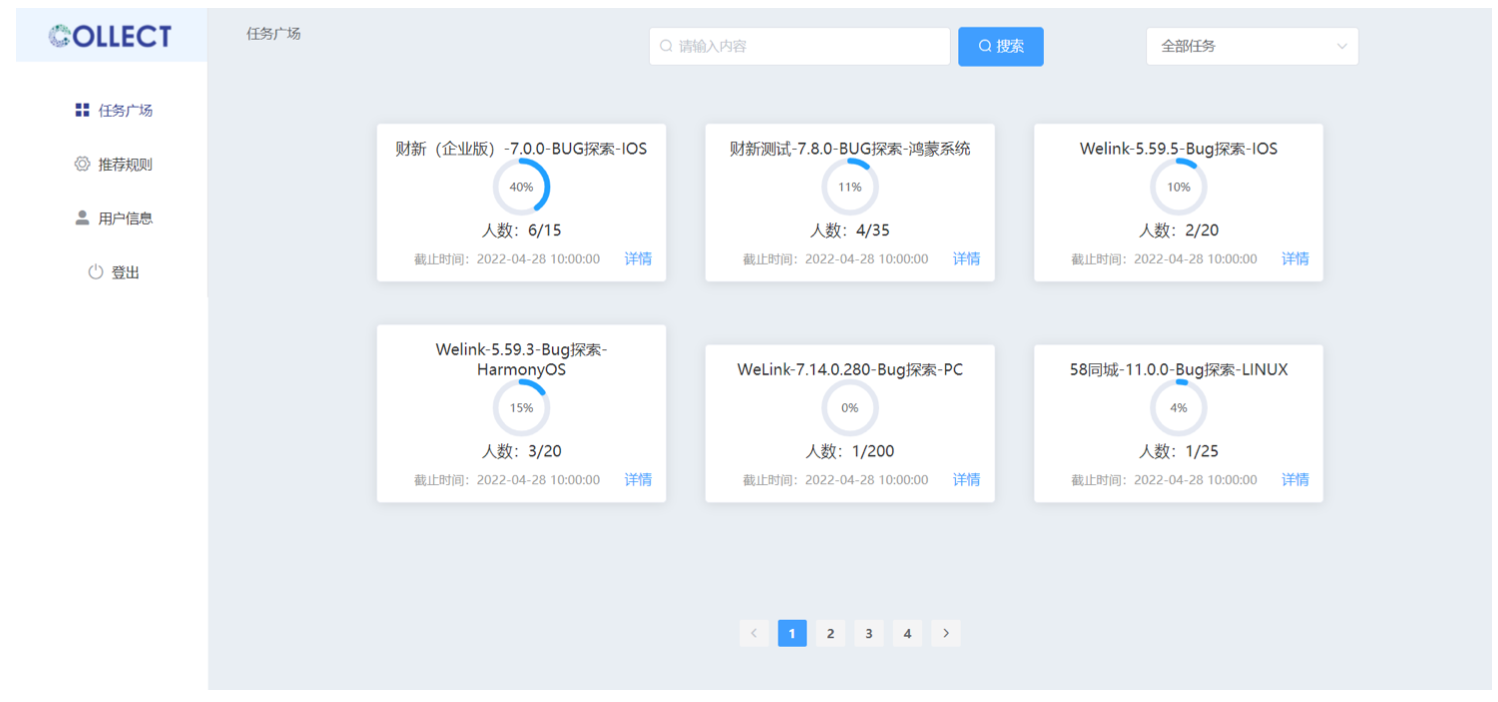 COLLECT
任务广场
推荐规则
用户信息
登出
任务广场
请输入内容
搜索
全部任务
财新（企业版）-7.0.0-BUG探索-IOS
40%
人数：6/15
截止时间：2022-04-28 10:00:00 详情
财新测试-7.8.0-BUG探索-鸿蒙系统
11%
人数：4/35
截止时间：2022-04-28 10:00:00 详情
Welink-5.59.5-Bug探索-IOS
10%
人数：2/20
截止时间：2022-04-28 10:00:00 详情
Welink-5.59.3-Bug探索-
HarmonyOS
15%
人数：3/20
截止时间：2022-04-28 10:00:00 详情
WeLink-7.14.0.280-Bug探索-PC
0%
人数：1/200
截止时间：2022-04-28 10:00:00 详情
58同城-11.0.0-Bug探索-LINUX
4%
人数：1/25
截止时间：2022-04-28 10:00:00 详情
< 1 2 3 4 >